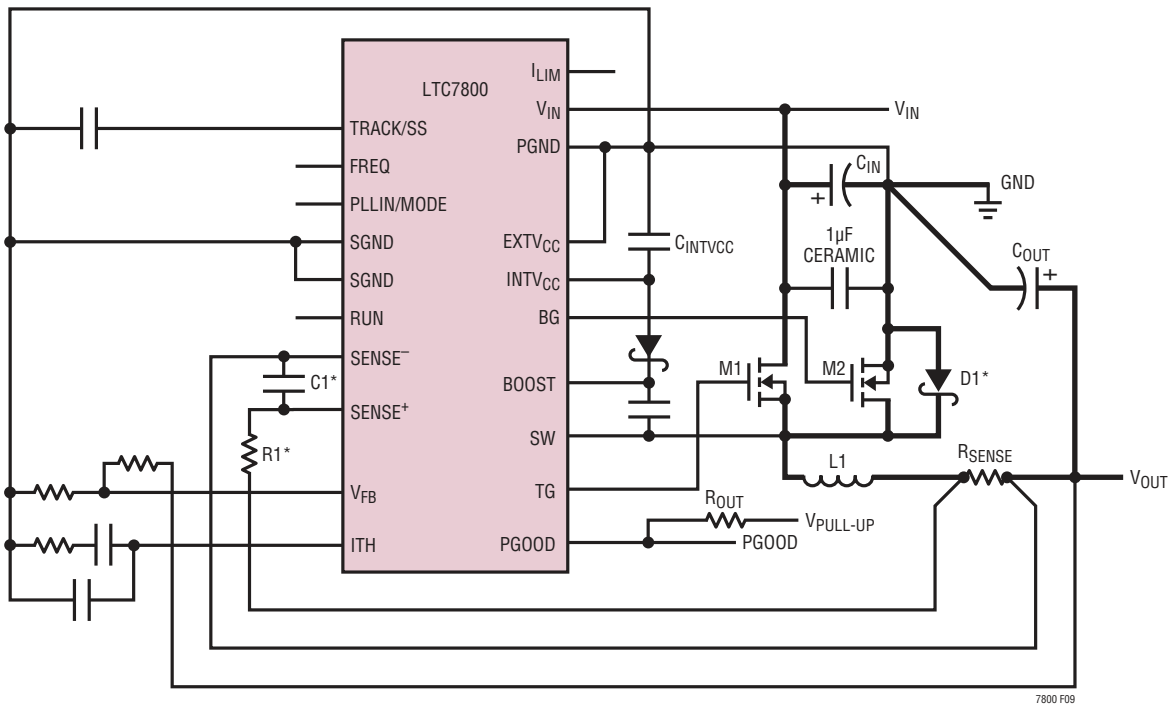 LTC7800
TRACK/SS
FREQ
PLLIN/MODE
SGND
SGND
RUN
SENSE–
SENSE+
VFB
ITH
ILIM
VIN
PGND
EXTVCC
INTVCC
BG
BOOST
SW
TG
PGOOD
C1*
R1*
CINTVCC
VIN
CIN
+
GND
1µF
CERAMIC
COUT
+
M1
M2
D1*
L1
RSENSE
VOUT
ROUT
VPULL-UP
PGOOD
7800 F09